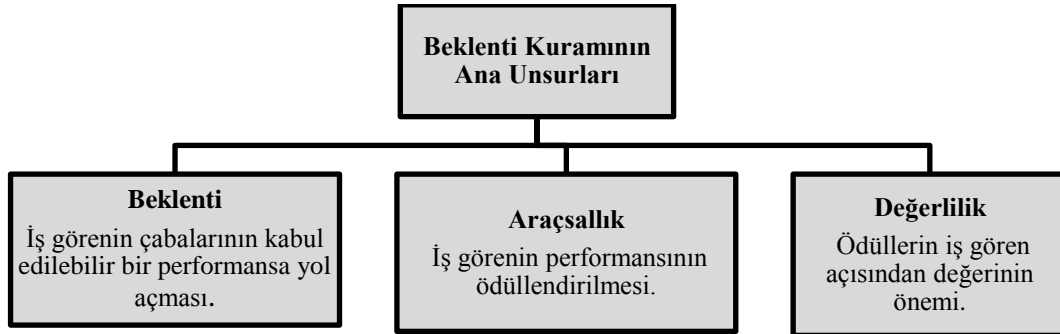 Beklenti Kuramının
Ana Unsurları
Beklenti
İş görenin çabalarının kabul
edilebilir bir performansa yol
açması.
Araçsallık
İş görenin performansının
ödüllendirilmesi.
Değerlilik
Ödüllerin iş gören
açısından değerinin
önemi.